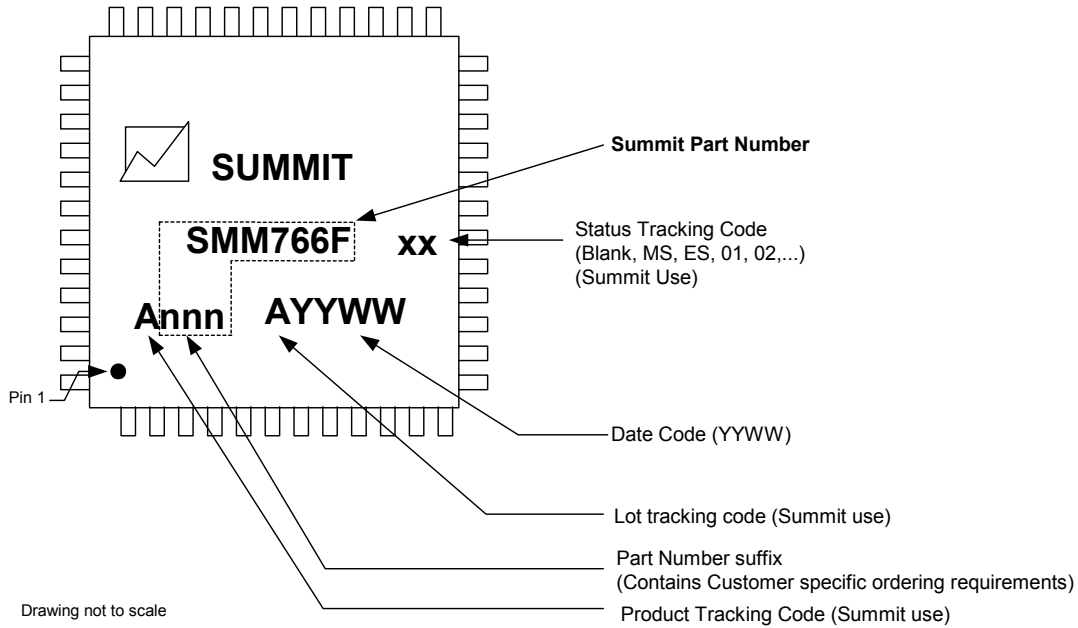 SUMMIT
Summit Part Number
SMM766F
xx
Status Tracking Code
(Blank, MS, ES, 01, 02,...)
(Summit Use)
Annn
AYYWW
Pin 1
Date Code (YYWW)
Lot tracking code (Summit use)
Part Number suffix
(Contains Customer specific ordering requirements)
Drawing not to scale
Product Tracking Code (Summit use)